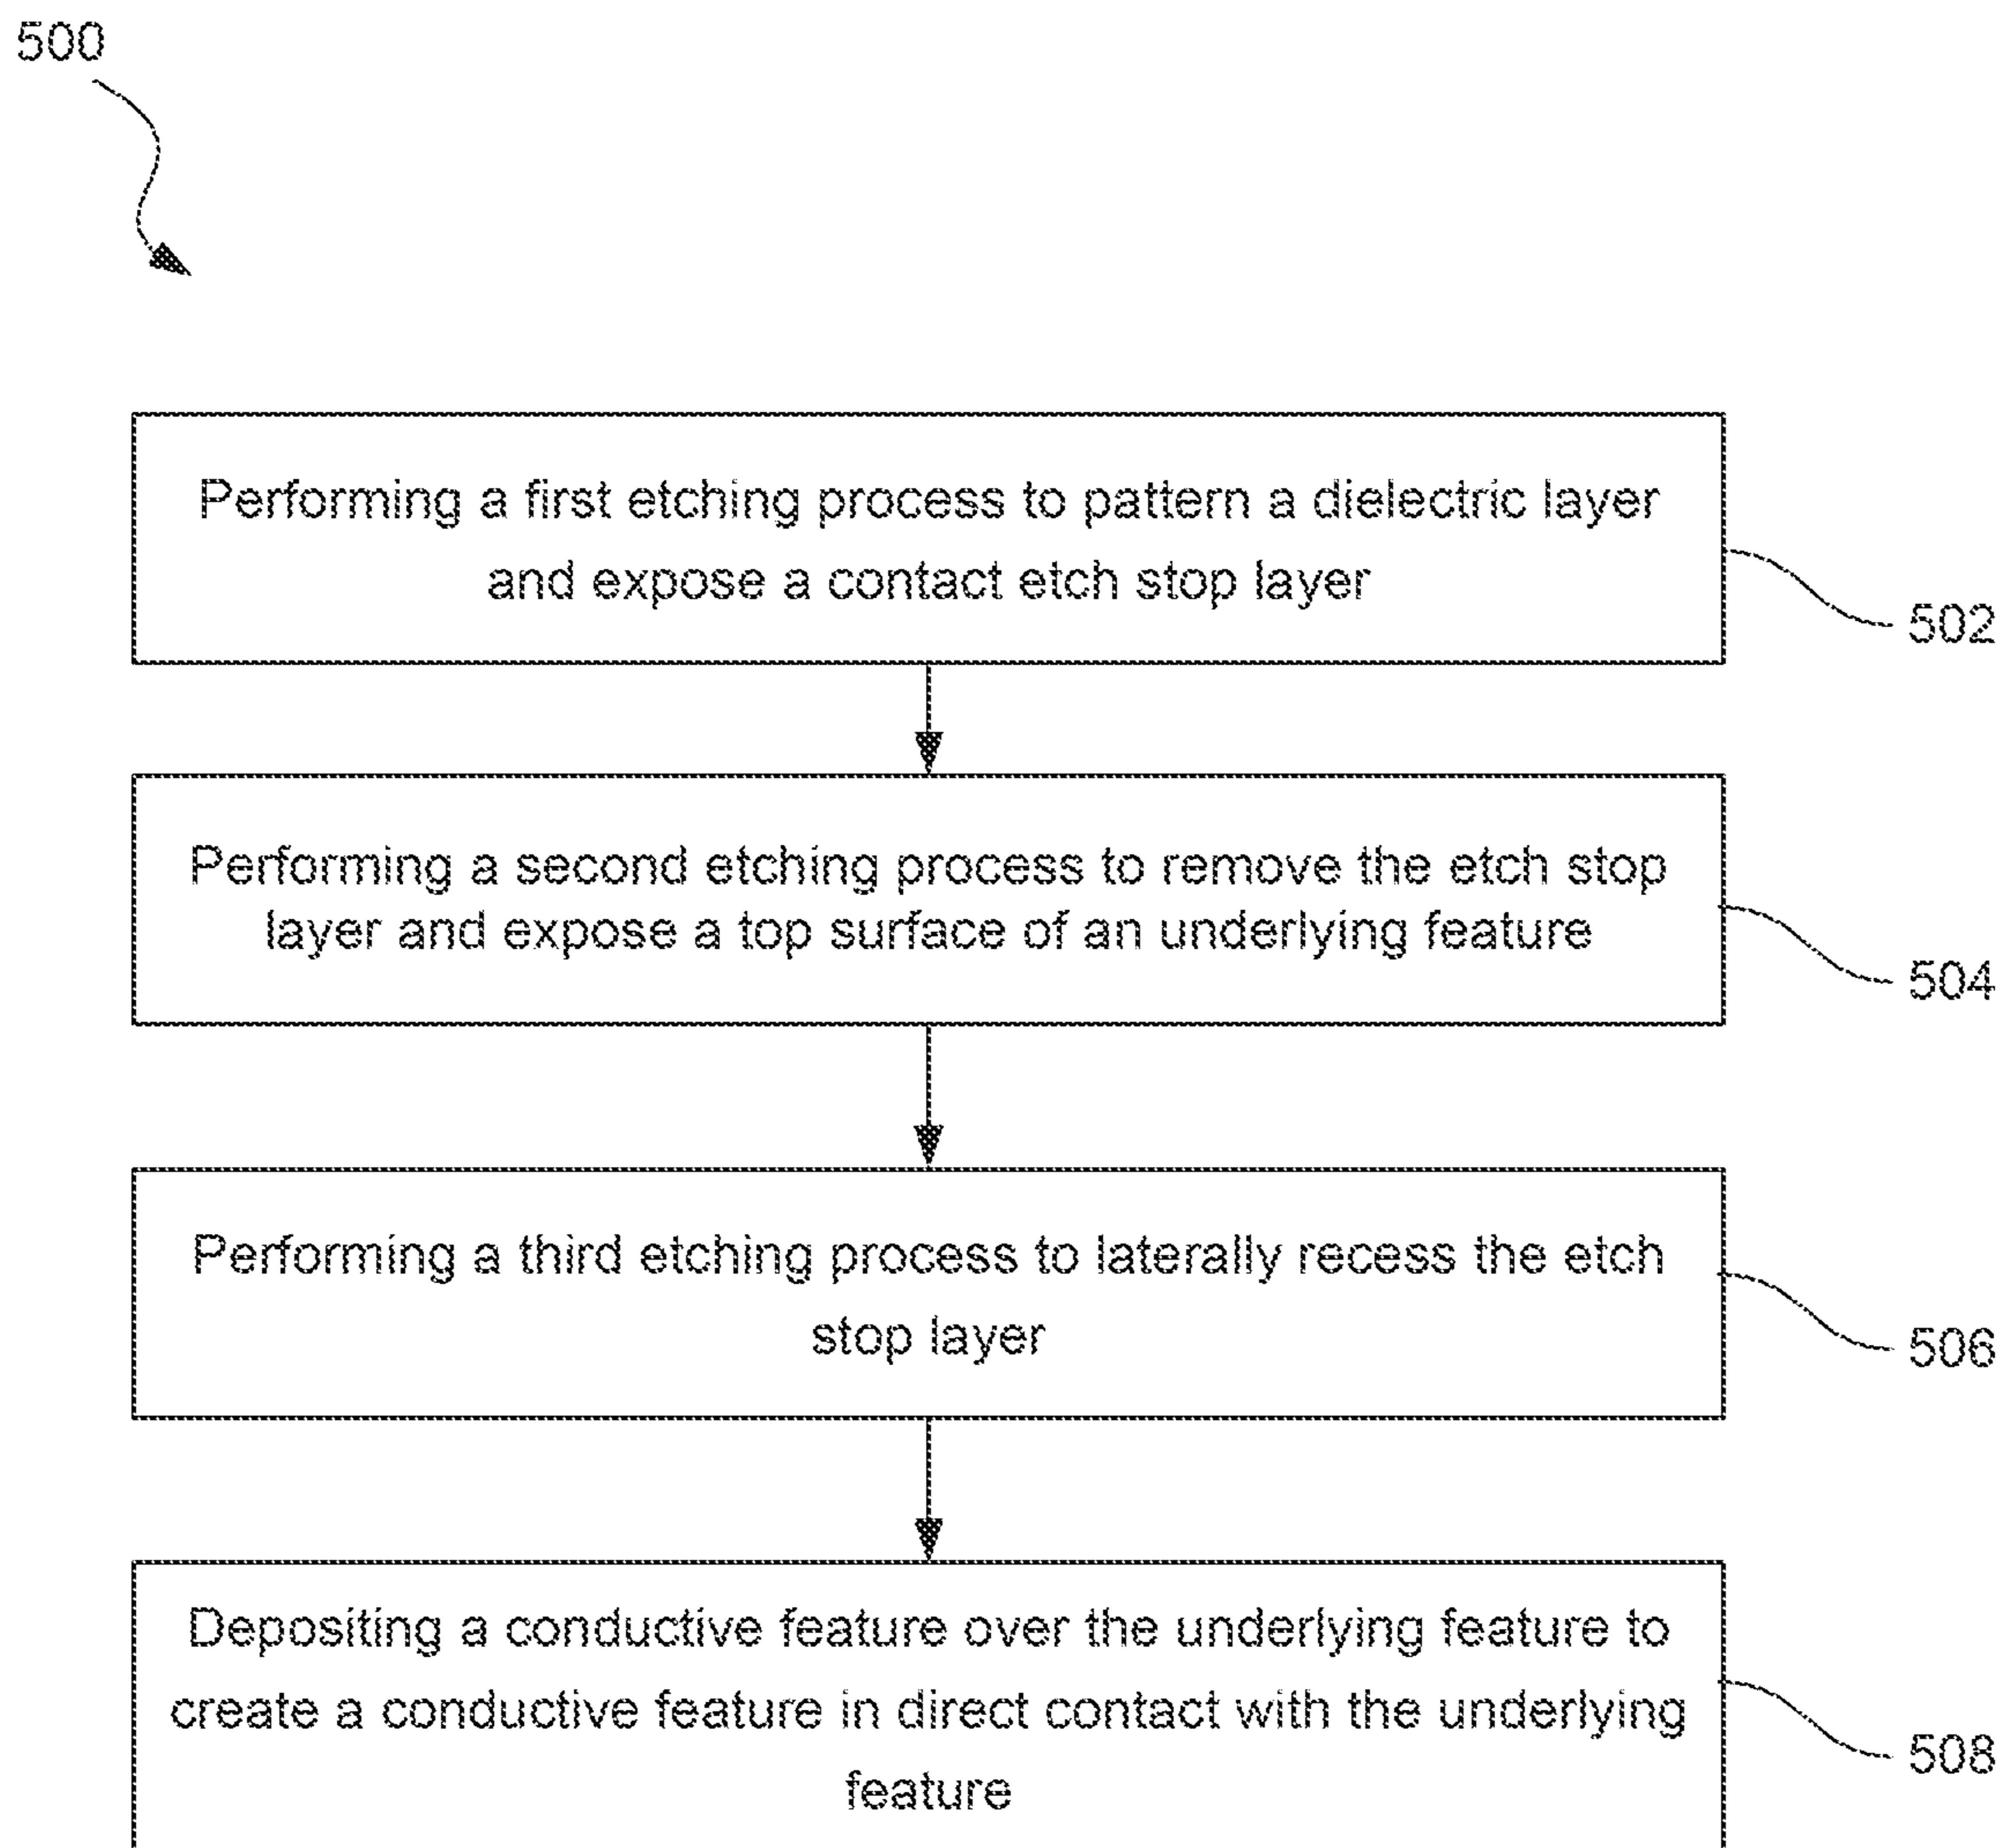 500
Performing a first etching process to pattern a dielectric layer
and expose a contact etch stop layer
502
Performing a second etching process to remove the etch stop
layer and expose a top surface of an underlying feature
504
Performing a third etching process to laterally recess the etch
stop layer
506
Depositing a conductive feature over the underlying feature to
create a conductive feature in direct contact with the underlying
feature
508